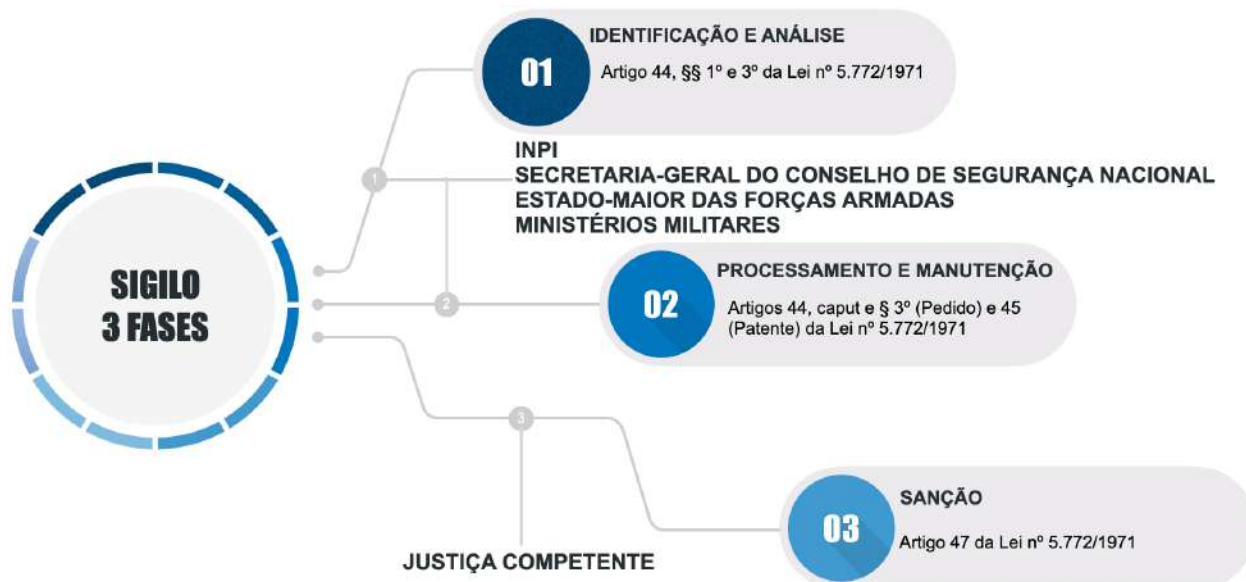 SIGILO
3 FASES
01
IDENTIFICAÇÃO E ANÁLISE
Artigo 44, §§ 1º e 3º da Lei nº 5.772/1971
1
INPI
SECRETARIA-GERAL DO CONSELHO DE SEGURANÇA NACIONAL
ESTADO-MAIOR DAS FORÇAS ARMADAS
MINISTÉRIOS MILITARES
2
02
PROCESSAMENTO E MANUTENÇÃO
Artigos 44, caput e § 3º (Pedido) e 45
(Patente) da Lei nº 5.772/1971
3
JUSTIÇA COMPETENTE
03
SANÇÃO
Artigo 47 da Lei nº 5.772/1971